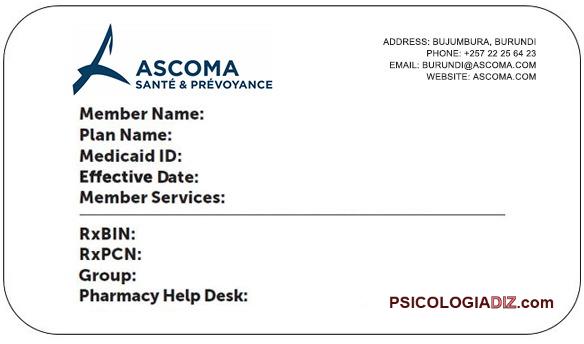 ASCOMA
SANTÉ & PRÉVOYANCE
ADDRESS: BUJUMBURA, BURUNDI
PHONE: +257 22 25 64 23
EMAIL: BURUNDI@ASCOMA.COM
WEBSITE: ASCOMA.COM
Member Name:
Plan Name:
Medicaid ID:
Effective Date:
Member Services:
RxBIN:
RxPCN:
Group:
Pharmacy Help Desk:
PSICOLOGIADIZ.com